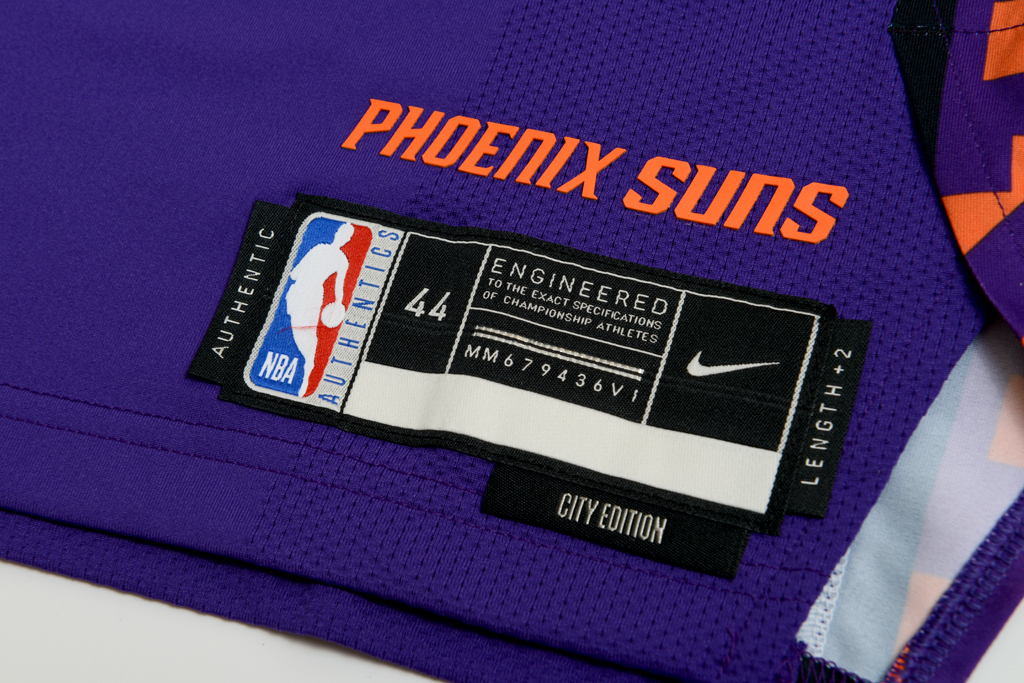 PHOENIX SUNS
AUTHENTIC
NBA
AUTHENTICS
44
ENGINEERED
TO THE EXACT SPECIFICATIONS
OF CHAMPIONSHIP ATHLETES
MM679436V1
LENGTH+2
CITY EDITION